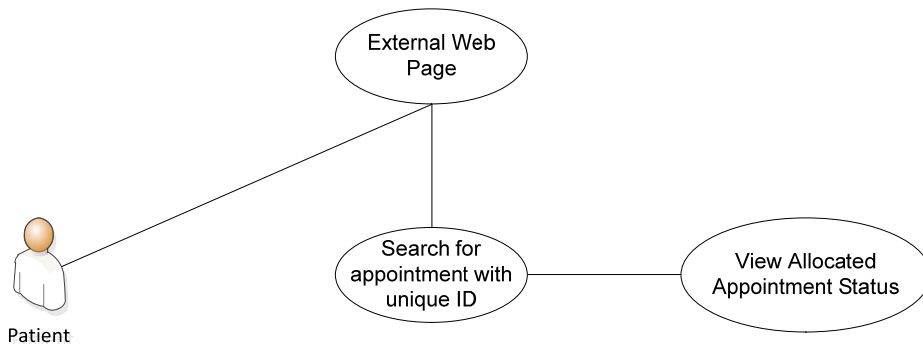 External Web
Page
Search for
appointment with
unique ID
View Allocated
Appointment Status
Patient